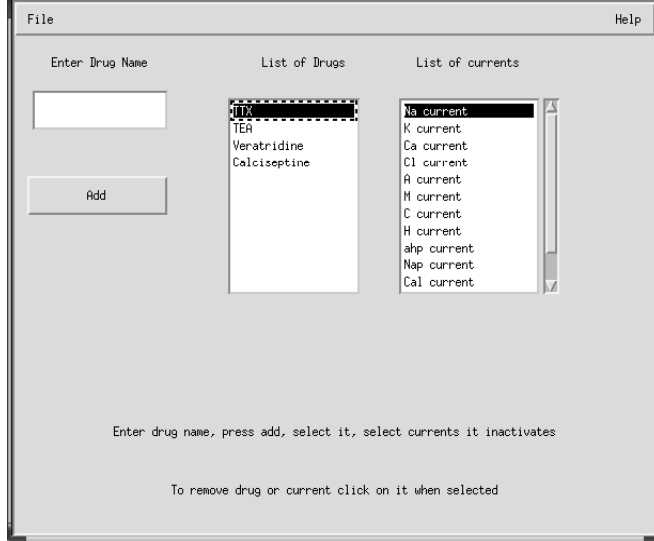 File
Help
Enter Drug Name
List of Drugs
List of currents
TTX
TEA
Veratridine
Calciseptine
Na current
K current
Ca current
Cl current
A current
M current
C current
H current
ahp current
Nap current
Cal current
Add
Enter drug name, press add, select it, select currents it inactivates
To remove drug or current click on it when selected